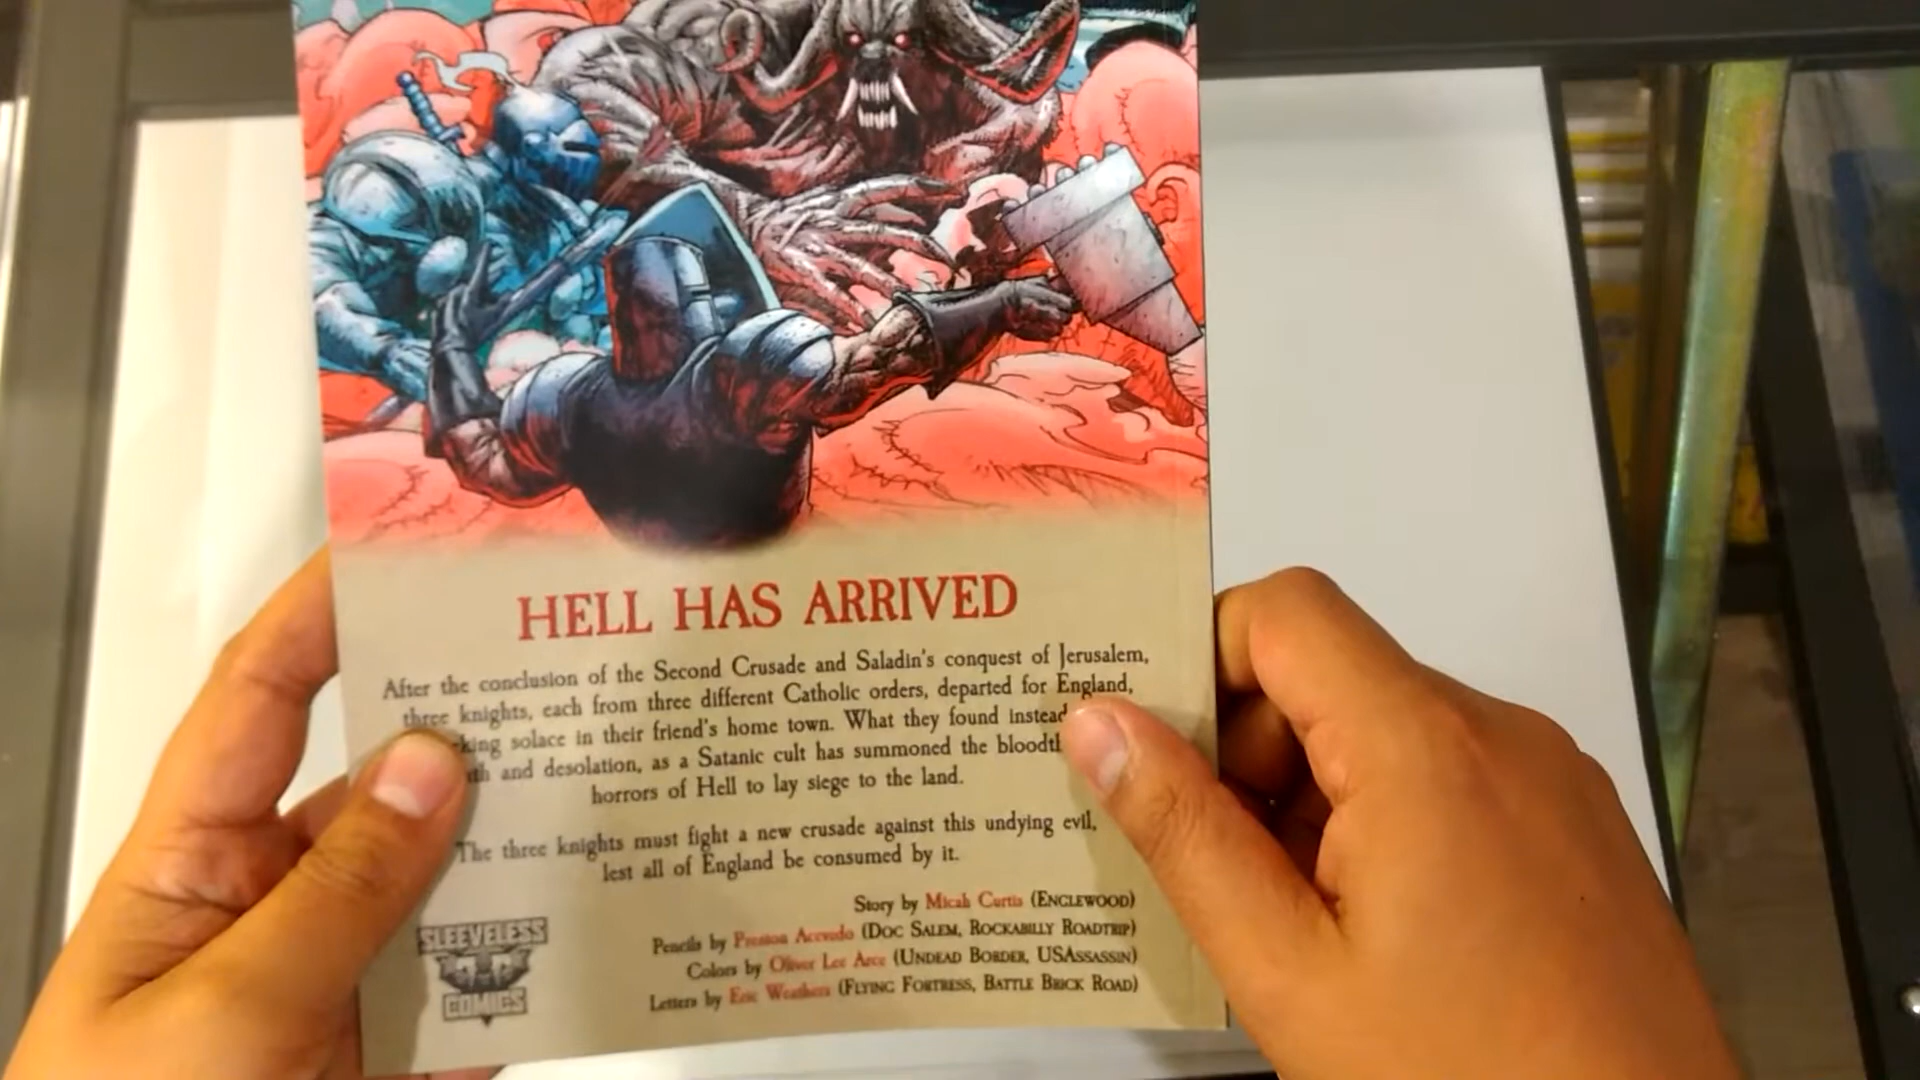 HELL HAS ARRIVED
After the conclusion of the Second Crusade and Saladin's conquest of Jerusalem,
three knights, each from three different Catholic orders, departed for England,
solace in their friend's home town. What they found instead
and desolation, as a Satanic cult has summoned the
horrors of Hell to lay siege to the land.
The three knights must fight a new crusade against this undying evil,
lest all of England be consumed by it.
Story by Micah Curtis (ENGLEWOOD)
Pencils by Preston Acevedo (DOC SALEM, ROCKABILLY ROADTRIP)
Colors by Oliver Lee Arce (UNDEAD BORDER, USASSASSIN)
Letters by Eric Weathers (FLYING FORTRESS, BATTLE BRICK ROAD)
SLEEVELESS
COMICS